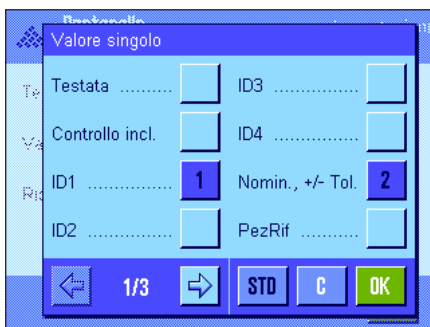 Valore singolo
Testata ..........
ID3 ................
Controllo incl.
ID4 ................
ID1 ................ 1
Nomin., +/- Tol. 2
ID2 ................
PezRif ...........
1/3 STD C OK